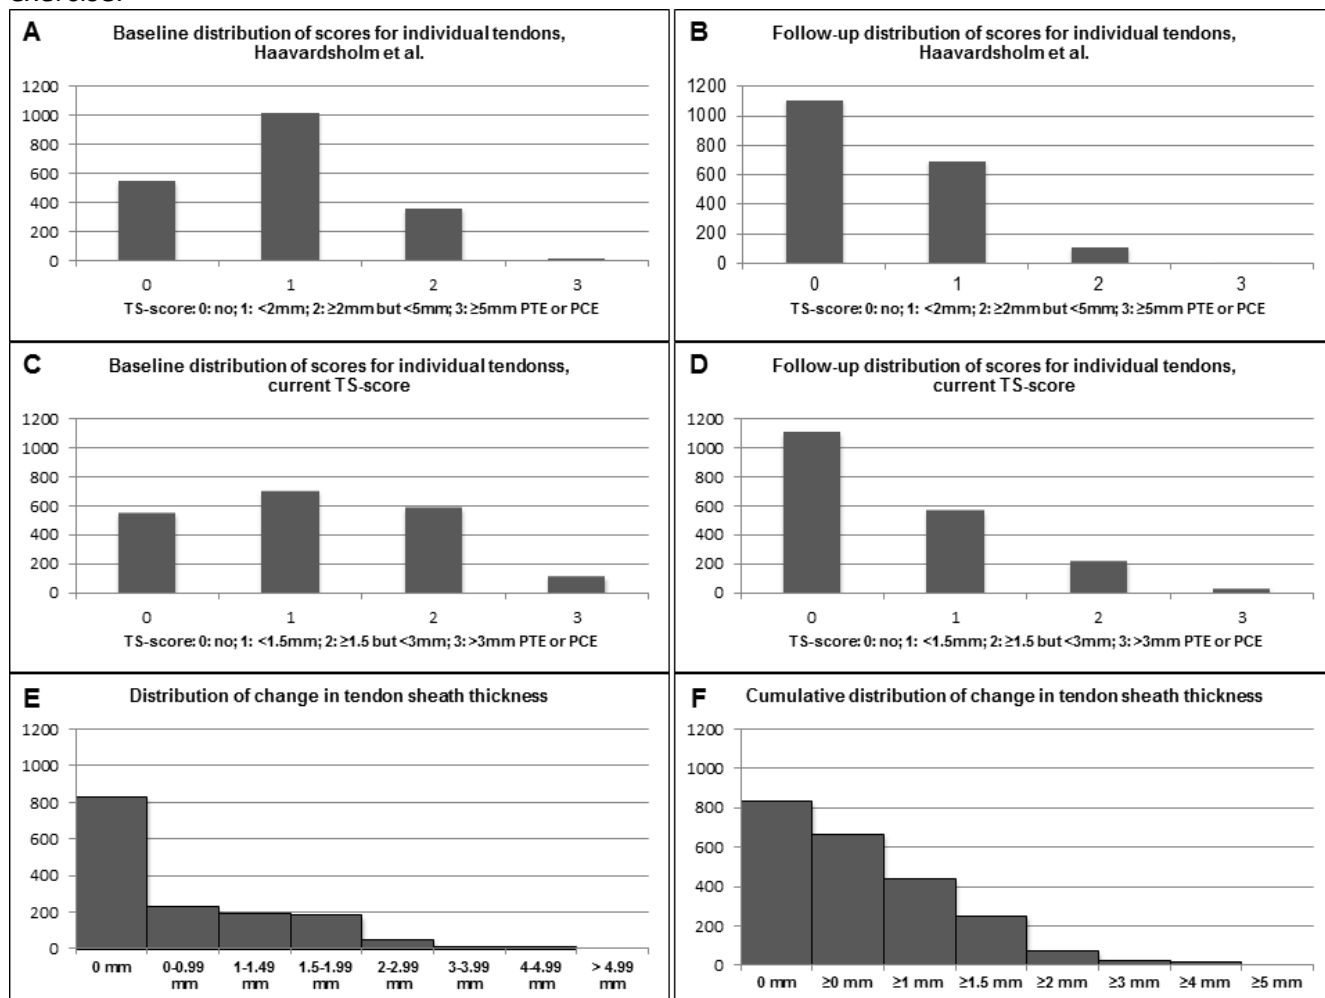 A
Baseline distribution of scores for individual tendons,
Haavardsholm et al.
1200
1000
800
600
400
200
0
0 1 2 3
TS-score: 0: no; 1: <2mm; 2: ≥2mm but <5mm; 3: ≥5mm PTE or PCE
B
Follow-up distribution of scores for individual tendons,
Haavardsholm et al.
1200
1000
800
600
400
200
0
0 1 2 3
TS-score: 0: no; 1: <2mm; 2: ≥2mm but <5mm; 3: ≥5mm PTE or PCE
C
Baseline distribution of scores for individual tendonss,
current TS-score
1200
1000
800
600
400
200
0
0 1 2 3
TS-score: 0: no; 1: <1.5mm; 2: ≥1.5 but <3mm; 3: >3mm PTE or PCE
D
Follow-up distribution of scores for individual tendons,
current TS-score
1200
1000
800
600
400
200
0
0 1 2 3
TS-score: 0: no; 1: <1.5mm; 2: ≥1.5 but <3mm; 3: >3mm PTE or PCE
E
Distribution of change in tendon sheath thickness
1200
1000
800
600
400
200
0
0 mm 0-0.99 1-1.49 1.5-1.99 2-2.99 3-3.99 4-4.99 > 4.99
mm mm mm mm mm mm mm
F
Cumulative distribution of change in tendon sheath thickness
1200
1000
800
600
400
200
0
0 mm ≥0 mm ≥1 mm ≥1.5 mm ≥2 mm ≥3 mm ≥4 mm ≥5 mm